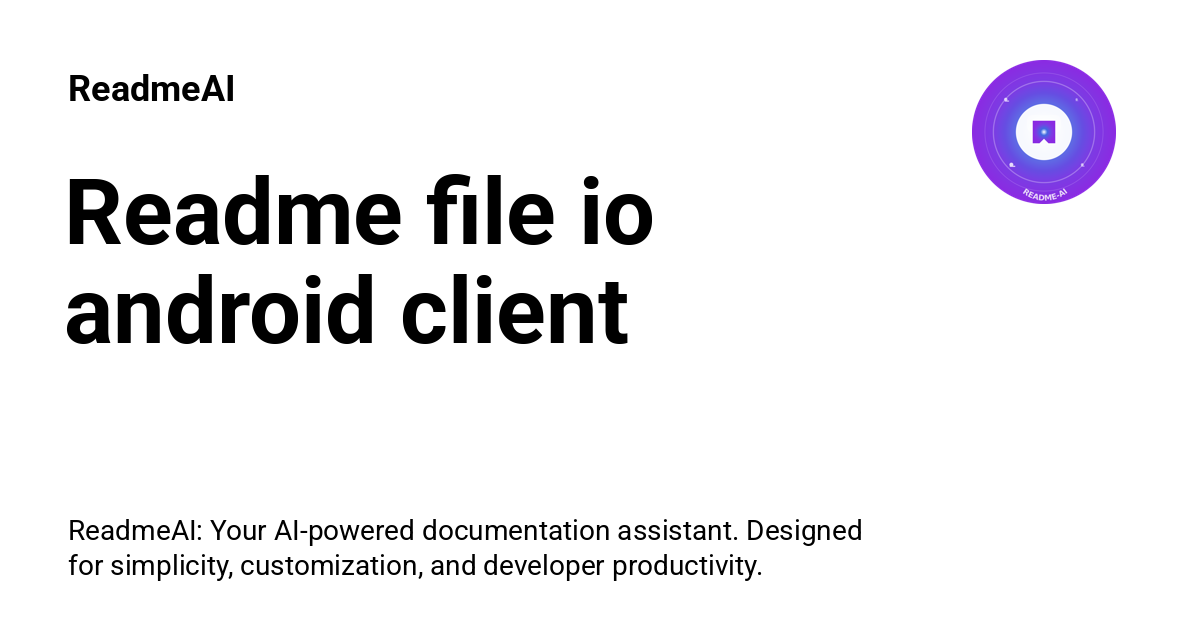 ReadmeAI
README-AI
Readme file io
android client
ReadmeAI: Your AI-powered documentation assistant. Designed
for simplicity, customization, and developer productivity.